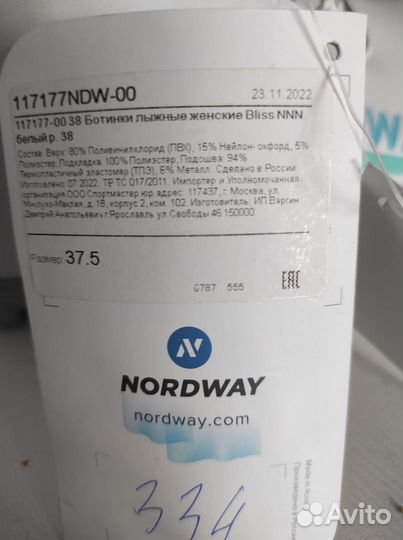 117177NDW-00 23.11.2022
117177-00 38 Ботинки лыжные женские Bliss NNN
белый р. 38
Состав: Верх: 80% Поливинилхлорид (ПВХ), 15% Нейлон-оксфорд, 5%
Полиэстер, Подкладка: 100% Полиэстер, Подошва: 94%
Термопластичный эластомер (ТПЭ), 6% Металл. Сделано в России
Изготовлено: 07.2022. ТР ТС 017/2011. Импортер и Уполномоченная
организация ООО Спортмастер юр.адрес: 117437, г. Москва, ул.
Миклухо-Маклая, д.18, корпус 2, ком. 102. Изготовитель: ИП Вэргин
Дмитрий Анатольевич г Ярославль ул Свободы 46 150000
Размер 37.5
6787 555
EAC
NORDWAY
nordway.com
334
Made in
Произведено в
Avito